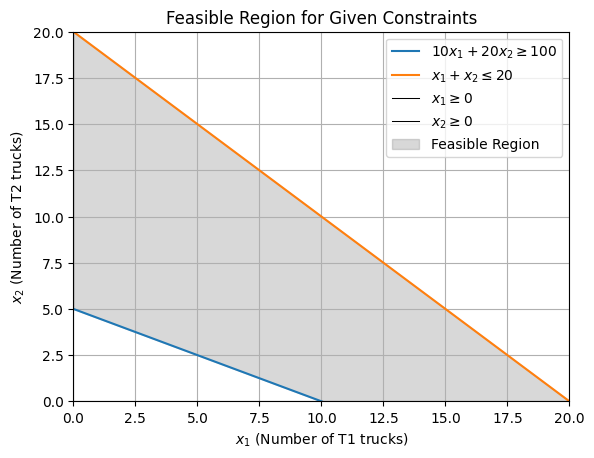 Feasible Region for Given Constraints
20.0
17.5
15.0
12.5
10.0
7.5
5.0
2.5
0.0
x₂ (Number of T2 trucks)
10x₁ + 20x₂ ≥ 100
x₁ + x₂ ≤ 20
x₁ ≥ 0
x₂ ≥ 0
Feasible Region
0.0 2.5 5.0 7.5 10.0 12.5 15.0 17.5 20.0
x₁ (Number of T1 trucks)